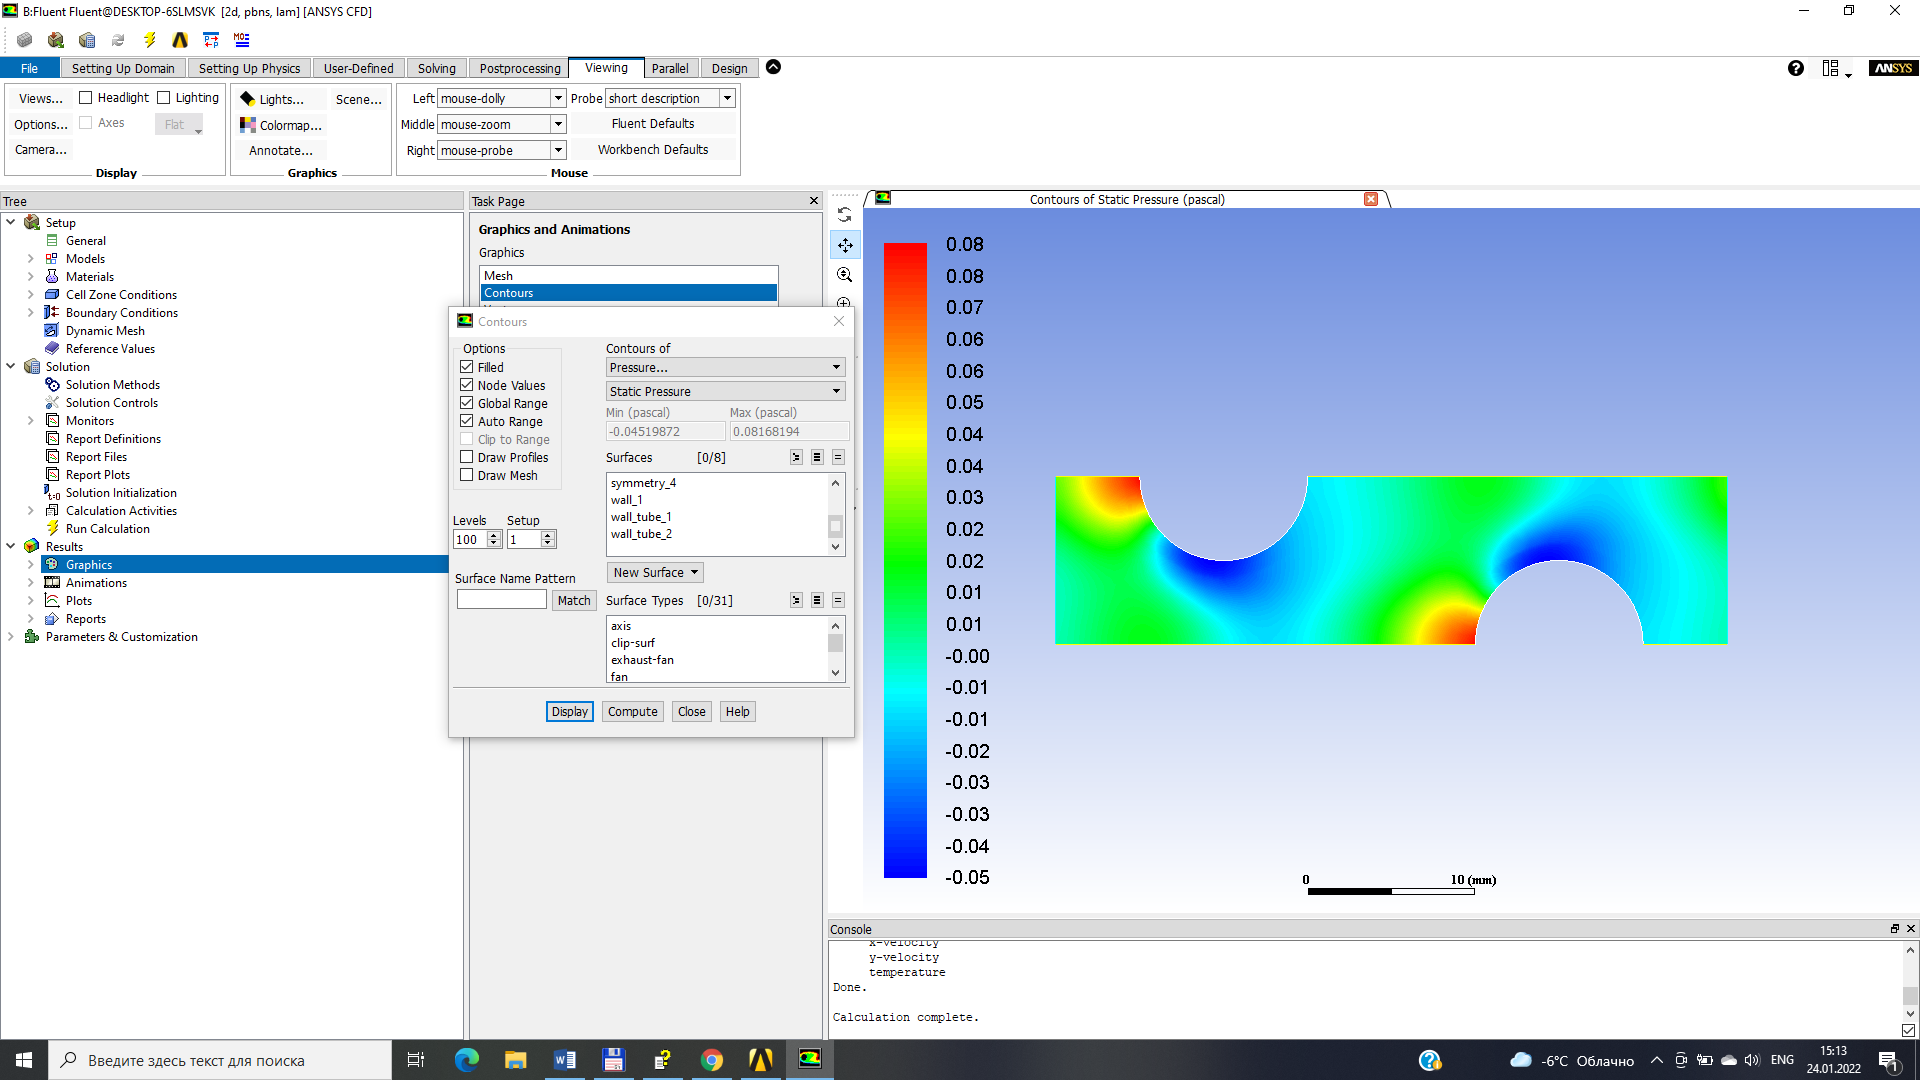 B:Fluent Fluent@DESKTOP-6SLMSVK [2d, pbns, lam] [ANSYS CFD]
File Setting Up Domain Setting Up Physics User-Defined Solving Postprocessing Viewing Parallel Design
ANSYS
Views... Headlight Lighting
Options... Axes Flat
Camera...
Display
Lights... Scene...
Colormap...
Annotate...
Graphics
Left mouse-dolly Probe short description
Middle mouse-zoom Fluent Defaults
Right mouse-probe Workbench Defaults
Mouse
Tree
Setup
General
Models
Materials
Cell Zone Conditions
Boundary Conditions
Dynamic Mesh
Reference Values
Solution
Solution Methods
Solution Controls
Monitors
Report Definitions
Report Files
Report Plots
Solution Initialization
Calculation Activities
Run Calculation
Results
Graphics
Animations
Plots
Reports
Parameters & Customization
Task Page
Graphics and Animations
Graphics
Mesh
Contours
Contours
Options
Filled
Node Values
Global Range
Auto Range
Clip to Range
Draw Profiles
Draw Mesh
Levels Setup
100 1
Surface Name Pattern
Match
Contours of
Pressure...
Static Pressure
Min (pascal) Max (pascal)
-0.04519872 0.08168194
Surfaces [0/8]
symmetry_4
wall_1
wall_tube_1
wall_tube_2
New Surface
Surface Types [0/31]
axis
clip-surf
exhaust-fan
fan
Display Compute Close Help
Contours of Static Pressure (pascal)
0.08
0.08
0.07
0.06
0.06
0.05
0.04
0.04
0.03
0.02
0.02
0.01
0.01
-0.00
-0.01
-0.01
-0.02
-0.03
-0.03
-0.04
-0.05
0 10 (mm)
Console
x-velocity
y-velocity
temperature
Done.
Calculation complete.
Введите здесь текст для поиска
-6°C Облачно
ENG
15:13
24.01.2022
1